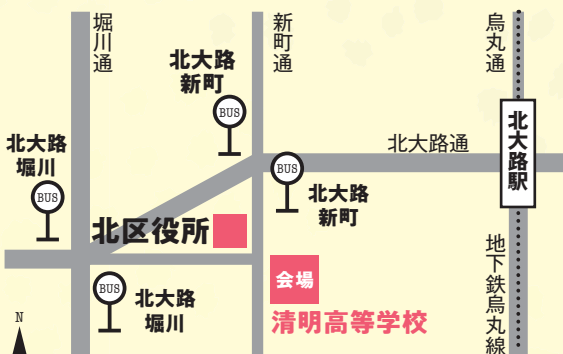 堀川通
新町通
烏丸通
北大路
新町
BUS
北大路
堀川
BUS
北大路通
北大路駅
BUS
北大路
新町
北区役所
地下鉄烏丸線
会場
清明高等学校
BUS
北大路
堀川
N